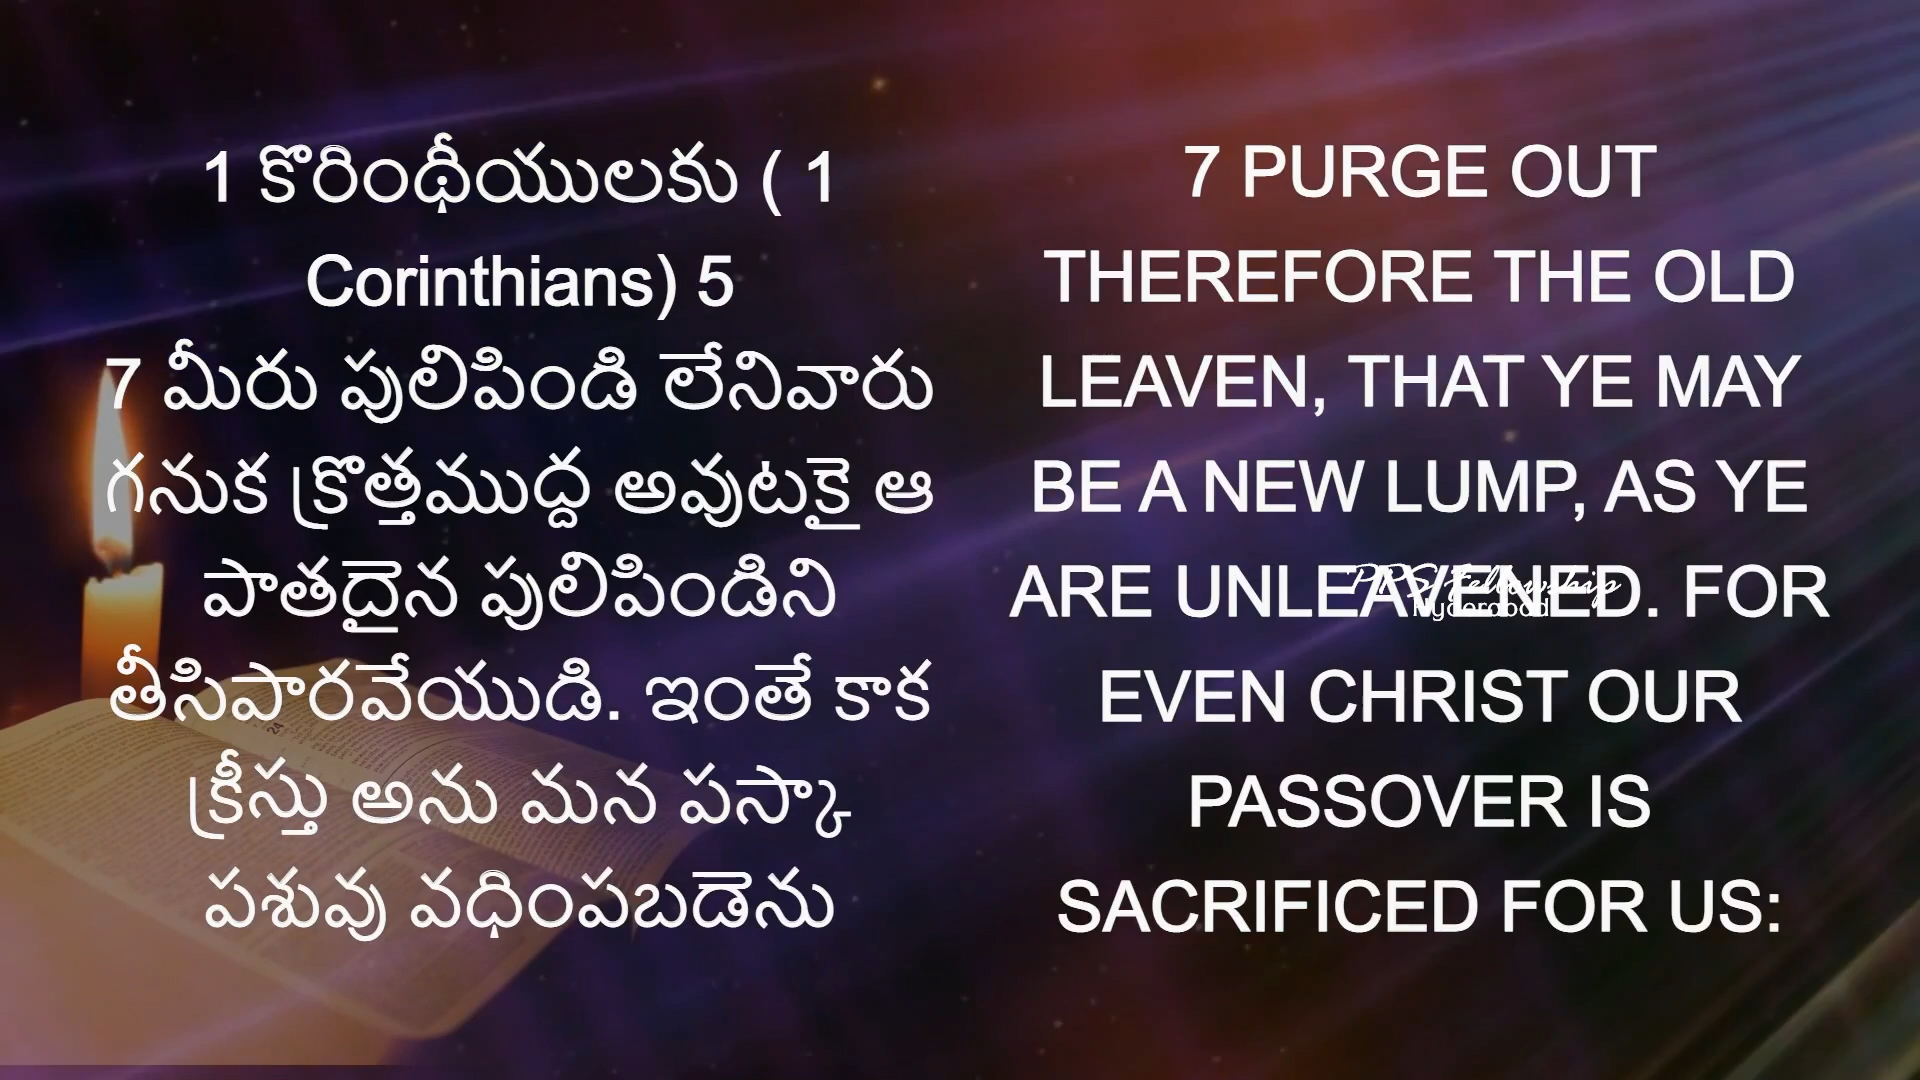 1 కొరింథీయులకు ( 1
Corinthians) 5
7 మీరు పులిపిండి లేనివారు
గనుక క్రొత్తముద్ద అవుటకై ఆ
పాతదైన పులిపిండిని
తీసిపారవేయుడి. ఇంతే కాక
క్రీస్తు అను మన పస్కా
పశువు వధింపబడెను
7 PURGE OUT
THEREFORE THE OLD
LEAVEN, THAT YE MAY
BE A NEW LUMP, AS YE
ARE UNLEAVENED. FOR
EVEN CHRIST OUR
PASSOVER IS
SACRIFICED FOR US:
Fellowship
Hyderabad